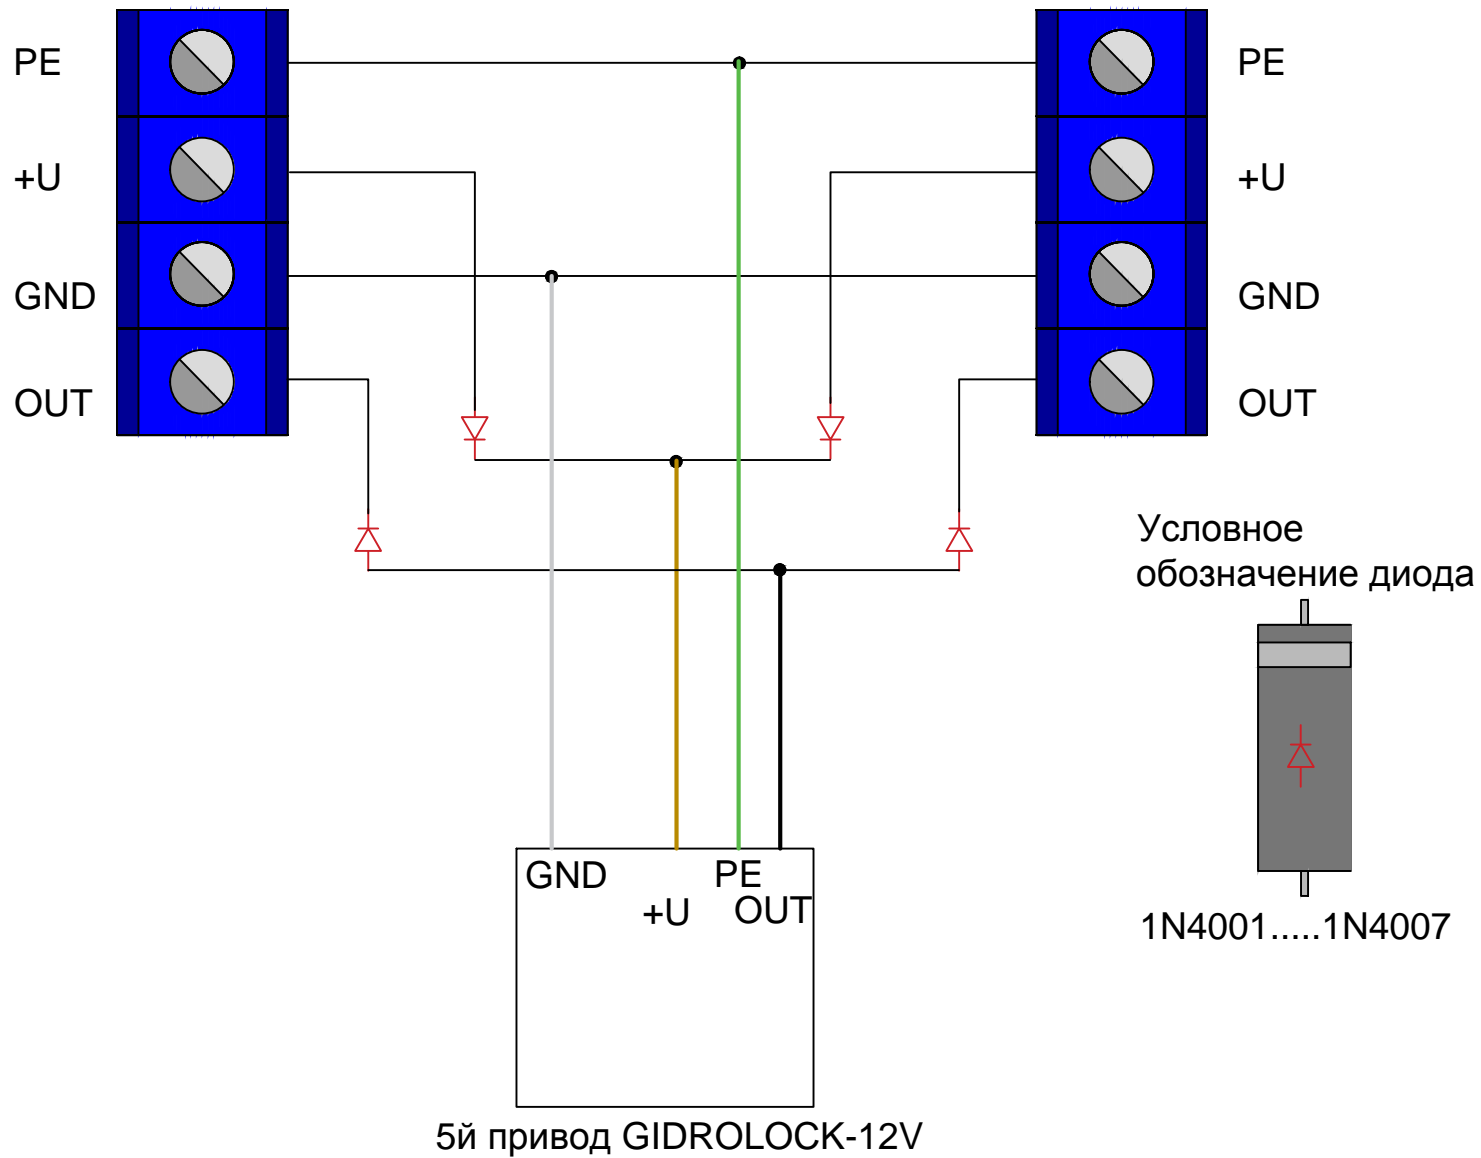 PE
+U
GND
OUT
PE
+U
GND
OUT
Условное
обозначение диода
1N4001.....1N4007
GND
PE
+U
OUT
5й привод GIDROLOCK-12V